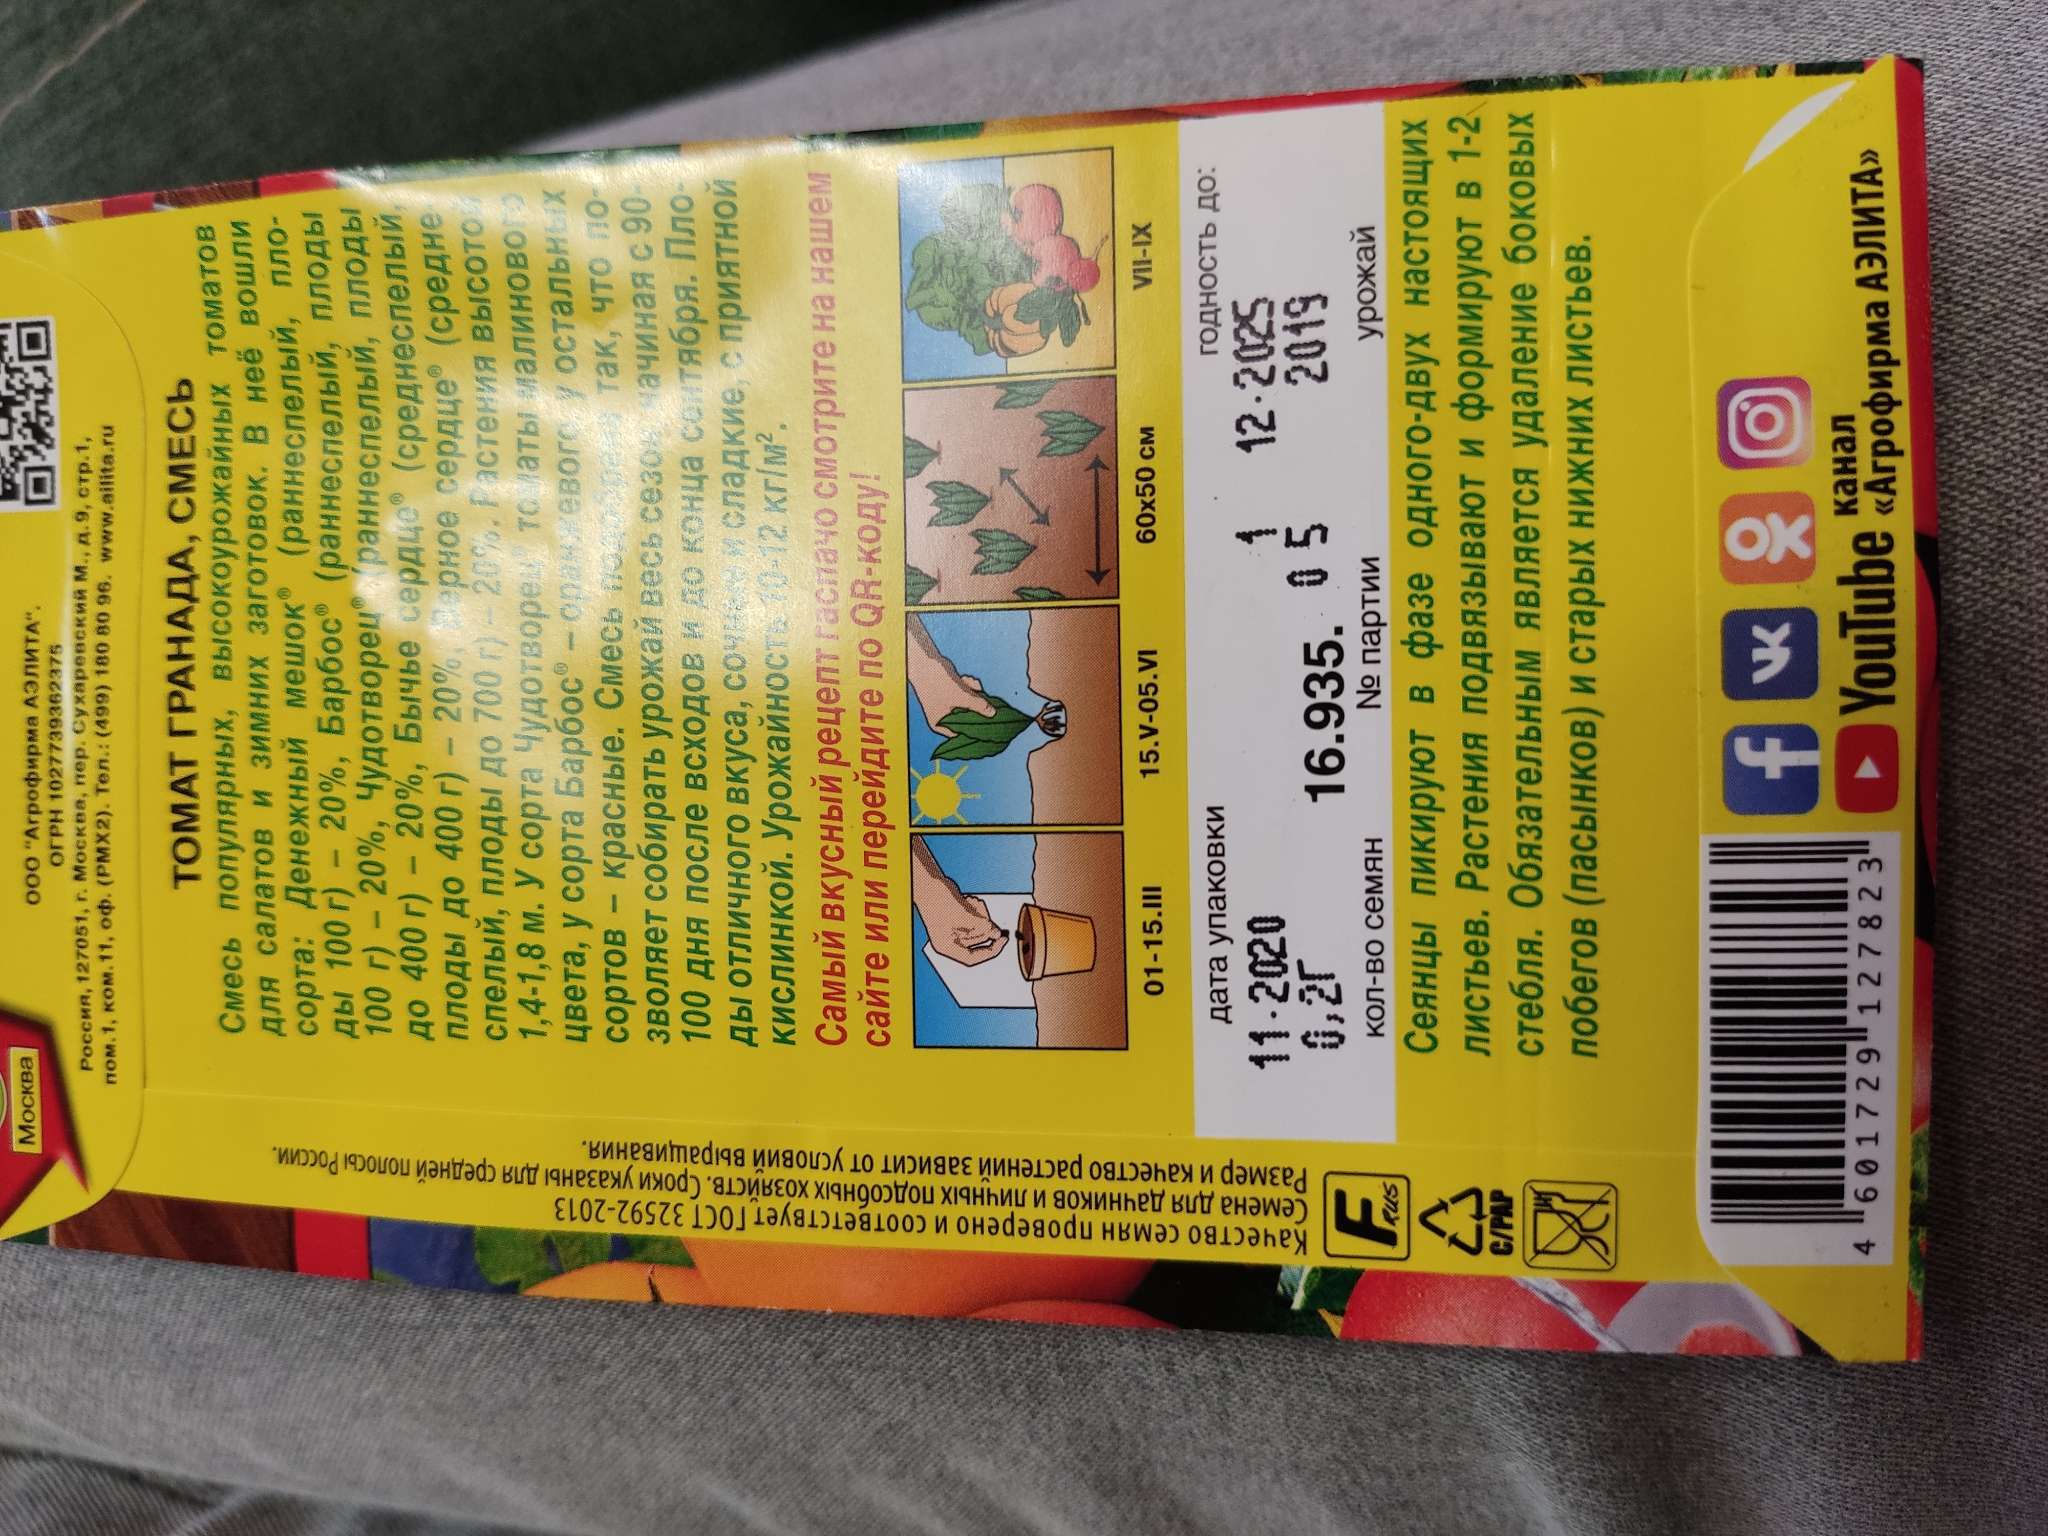 Москва
ООО "Агрофирма АЭЛИТА".
ОГРН 1027739362375
Россия, 127051, г. Москва, пер. Сухаревский М., д.9, стр.1,
пом.1, ком.11, оф. (РМХ2). Тел.: (499) 180 80 96. www.ailita.ru
ТОМАТ ГРАНАДА, СМЕСЬ
Смесь популярных, высокоурожайных томатов
для салатов и зимних заготовок. В неё вошли
сорта: Денежный мешок® (раннеспелый, пло-
ды 100 г) – 20%, Барбос® (раннеспелый, плоды
100 г) – 20%, Чудотворец® (раннеспелый, плоды
до 400 г) – 20%, Бычье сердце® (среднеспелый,
плоды до 400 г) – 20%, Черное сердце® (средне-
спелый, плоды до 700 г) – 20%. Растения высотой
1,4-1,8 м. У сорта Чудотворец® томаты малинового
цвета, у сорта Барбос® – оранжевого, у остальных
сортов – красные. Смесь подобрана так, что по-
зволяет собирать урожай весь сезон, начиная с 90-
100 дня после всходов и до конца сентября. Пло-
ды отличного вкуса, сочные и сладкие, с приятной
кислинкой. Урожайность 10-12 кг/м².
Самый вкусный рецепт гаспачо смотрите на нашем
сайте или перейдите по QR-коду!
01-15.III 15.V-05.VI 60x50 см VII-IX
дата упаковки годность до:
11·2020 1 12·2025
0,2Г 16.935. 05 2019
кол-во семян № партии урожай
Сеянцы пикируют в фазе одного-двух настоящих
листьев. Растения подвязывают и формируют в 1-2
стебля. Обязательным является удаление боковых
побегов (пасынков) и старых нижних листьев.
Качество семян проверено и соответствует ГОСТ 32592-2013
Семена для дачников и личных подсобных хозяйств. Сроки указаны для средней полосы России.
Размер и качество растений зависит от условий выращивания.
F RUS
C/PAP
4 601729 127823
f
YouTube канал
«Агрофирма АЭЛИТА»